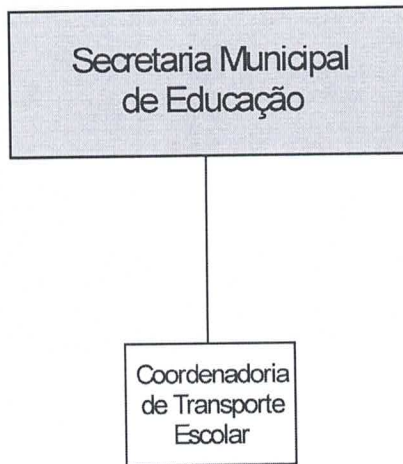 Secretaria Municipal
de Educação
Coordenadoria
de Transporte
Escolar